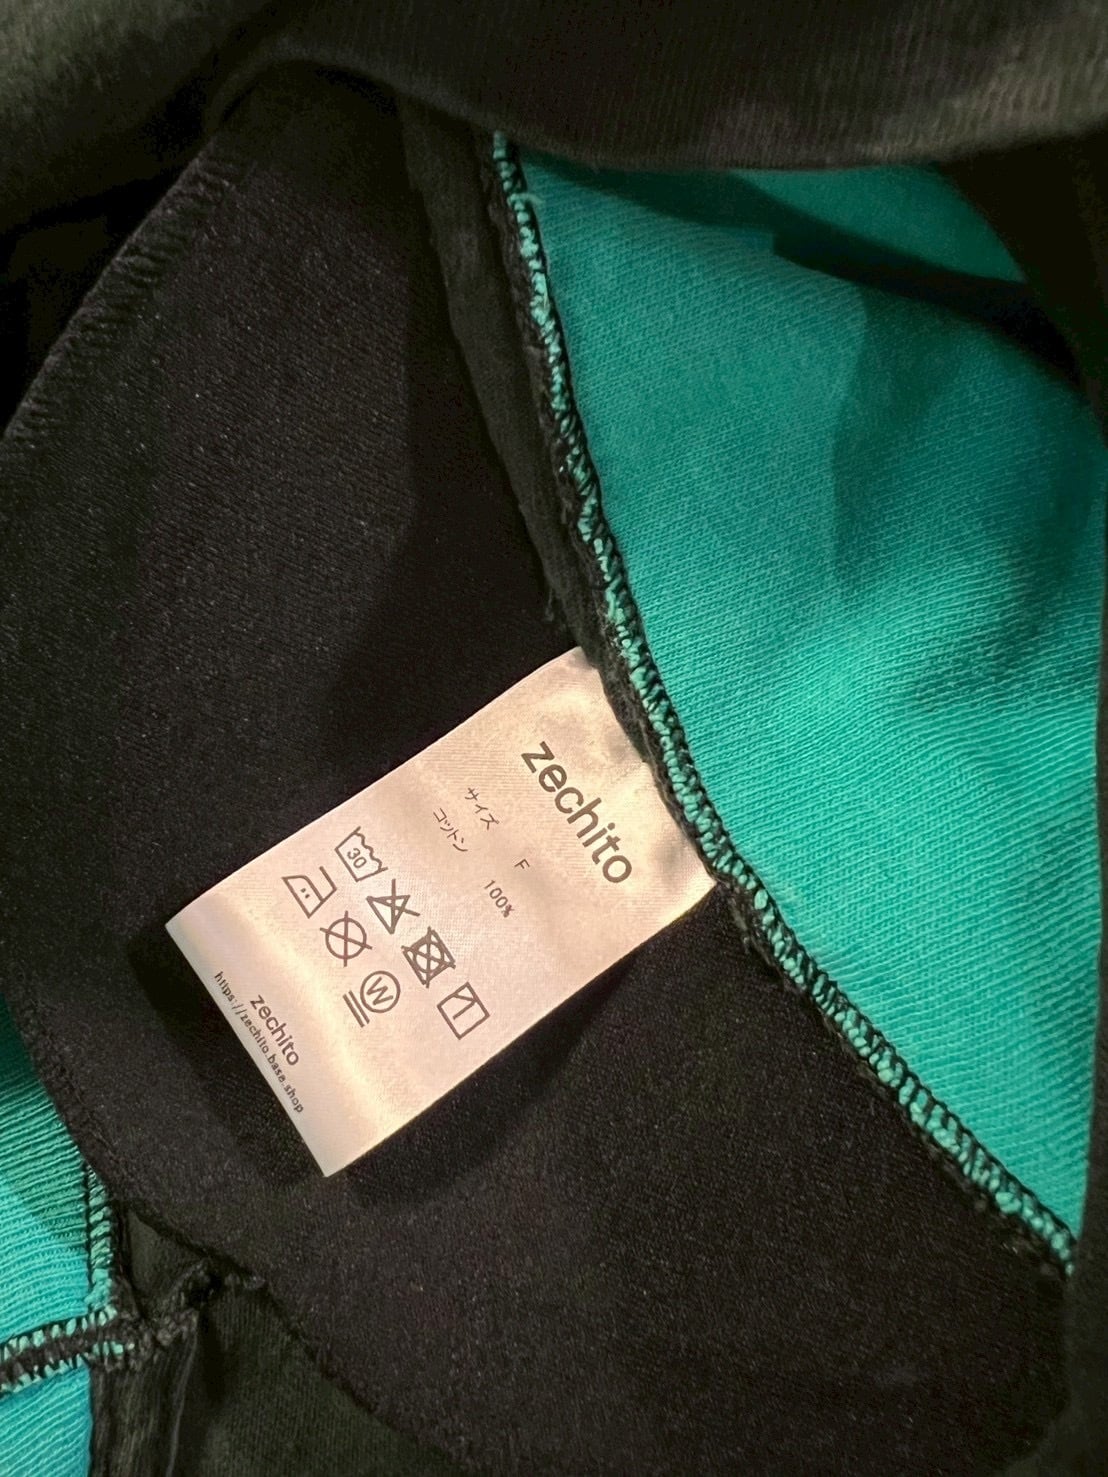 zechito
サイズ F
コットン 100%
30
W
zechito
https://zechito.base.shop